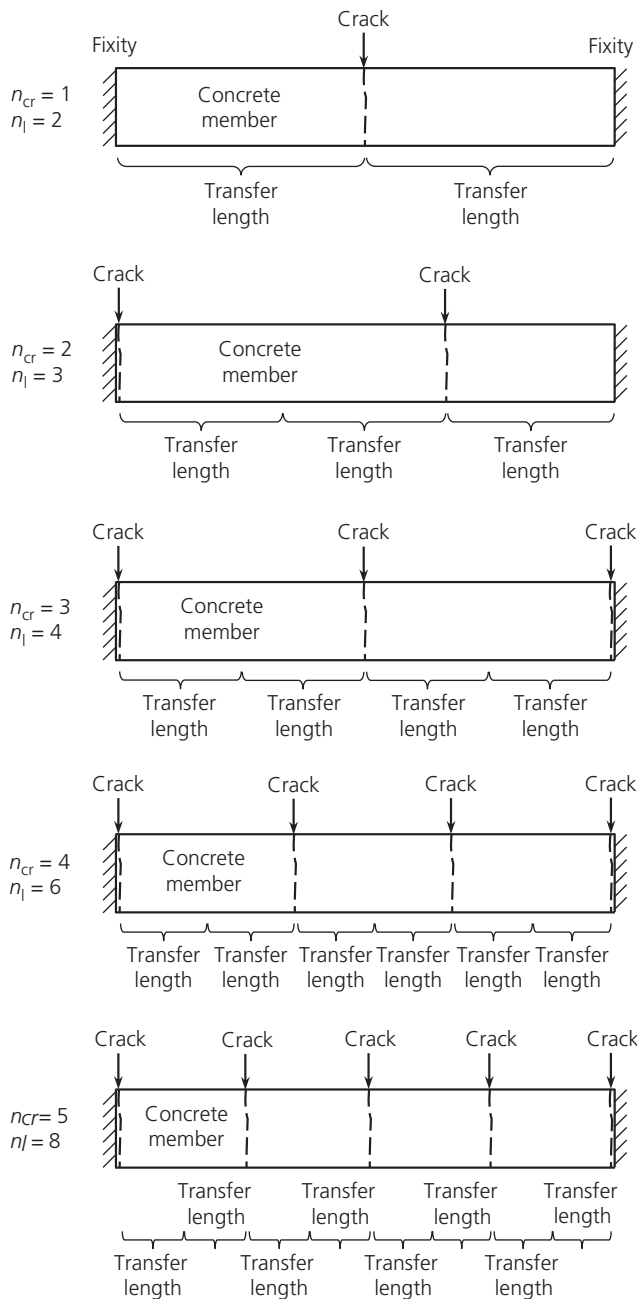 Crack
Fixity
Fixity
n_cr = 1
n_l = 2
Concrete
member
Transfer
length
Transfer
length
Crack
Crack
n_cr = 2
n_l = 3
Concrete
member
Transfer
length
Transfer
length
Transfer
length
Crack
Crack
Crack
n_cr = 3
n_l = 4
Concrete
member
Transfer
length
Transfer
length
Transfer
length
Transfer
length
Crack
Crack
Crack
Crack
n_cr = 4
n_l = 6
Concrete
member
Transfer
length
Transfer
length
Transfer
length
Transfer
length
Transfer
length
Transfer
length
Crack
Crack
Crack
Crack
Crack
ncr= 5
nl = 8
Concrete
member
Transfer
length
Transfer
length
Transfer
length
Transfer
length
Transfer
length
Transfer
length
Transfer
length
Transfer
length